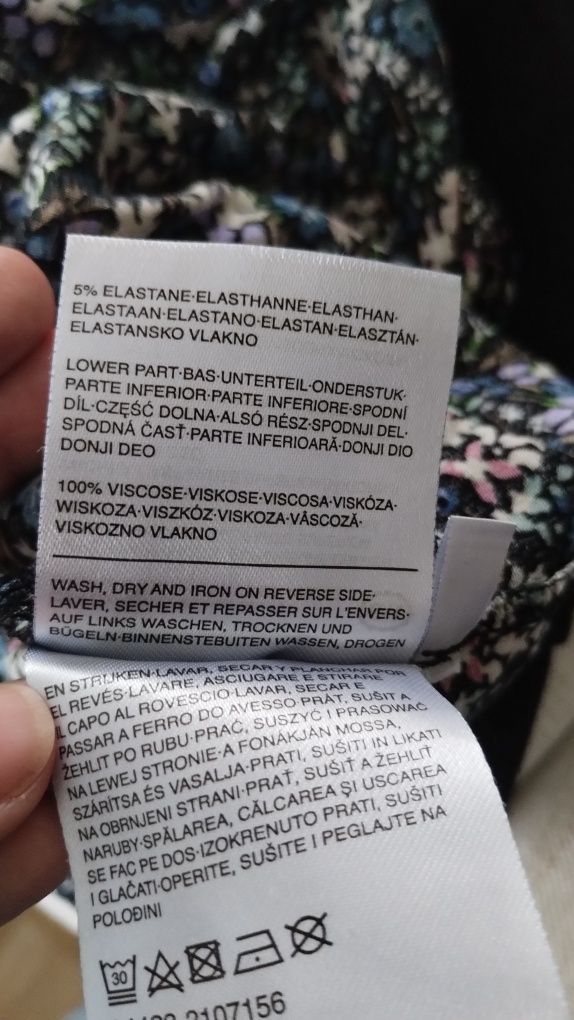 5% ELASTANE·ELASTHANNE·ELASTHAN·
ELASTAAN·ELASTANO·ELASTAN·ELASZTÁN·
ELASTANSKO VLAKNO
LOWER PART·BAS·UNTERTEIL·ONDERSTUK·
PARTE INFERIOR·PARTE INFERIORE·SPODNÍ
DÍL·CZĘŚĆ DOLNA·ALSÓ RÉSZ·SPODNJI DEL·
SPODNÁ ČASŤ·PARTE INFERIOARĂ·DONJI DIO
DONJI DEO
100% VISCOSE·VISKOSE·VISCOSA·VISKÓZA·
WISKOZA·VISZKÓZ·VISKOZA·VÂSCOZĂ·
VISKOZNO VLAKNO
WASH, DRY AND IRON ON REVERSE SIDE·
LAVER, SECHER ET REPASSER SUR L'ENVERS·
AUF LINKS WASCHEN, TROCKNEN UND
BÜGELN·BINNENSTEBUITEN WASSEN, DROGEN
EN STRIJKEN·LAVAR, SECAR Y PLANCHAR POR
EL REVÉS·LAVARE, ASCIUGARE E STIRARE
IL CAPO AL ROVESCIO·LAVAR, SECAR E
PASSAR A FERRO DO AVESSO·PRÁT, SUŠIT A
ŽEHLIT PO RUBU·PRAĆ, SUSZYĆ I PRASOWAĆ
NA LEWEJ STRONIE·A FONÁKJÁN MOSSA,
SZÁRÍTSA ÉS VASALJA·PRATI, SUŠITI IN LIKATI
NA OBRNJENI STRANI·PRAŤ, SUŠIŤ A ŽEHLIŤ
NARUBY·SPĂLAREA, CĂLCAREA ŞI USCAREA
SE FAC PE DOS·IZOKRENUTO PRATI, SUŠITI
I GLAČATI·OPERITE, SUŠITE I PEGLAJTE NA
POLOĐINI
30
2107156